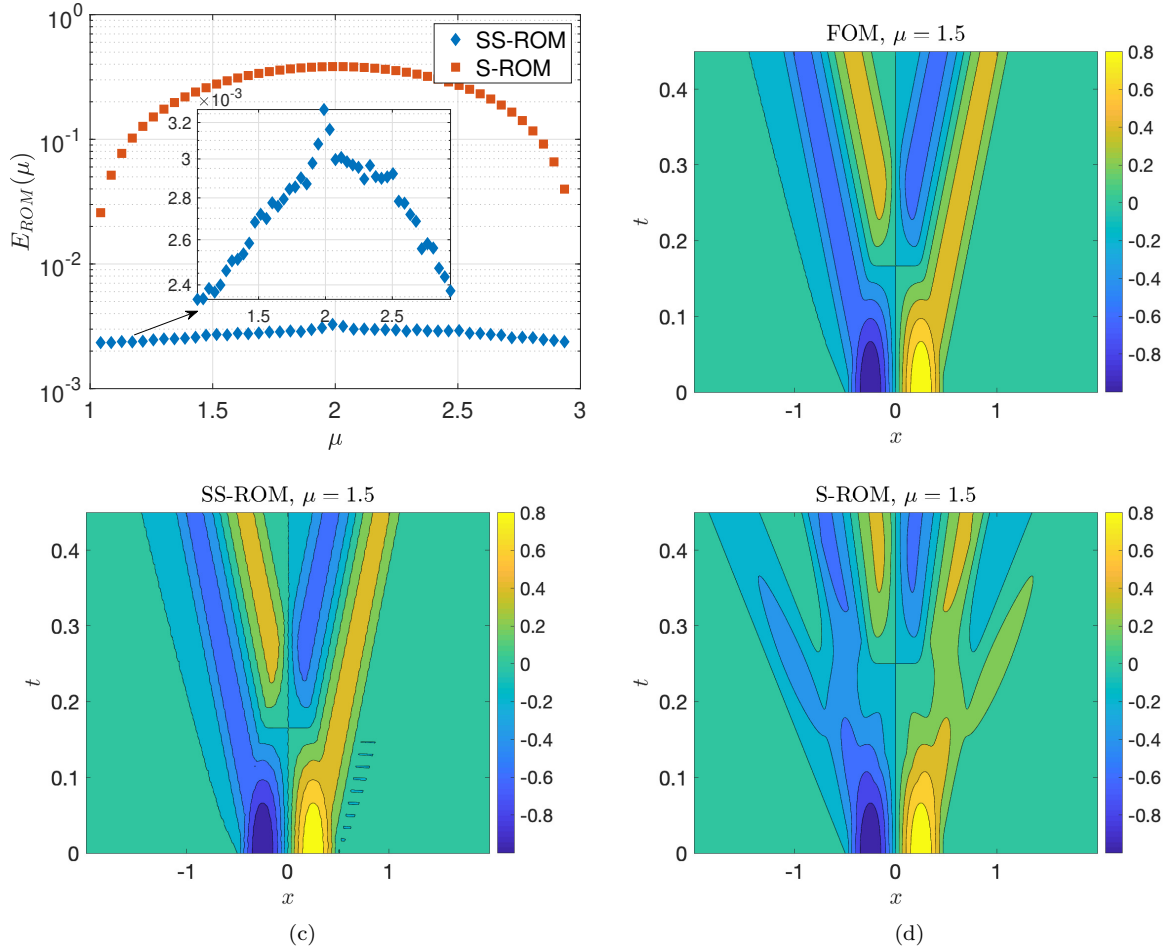 10^0
10^{-1}
10^{-2}
10^{-3}
E_{ROM}(μ)
SS-ROM
S-ROM
×10^{-3}
3.2
3
2.8
2.6
2.4
1.5 2 2.5
1 1.5 2 2.5 3
μ
FOM, μ = 1.5
0.4
0.3
0.2
0.1
0
t
-1 0 1
x
0.8
0.6
0.4
0.2
0
-0.2
-0.4
-0.6
-0.8
SS-ROM, μ = 1.5
0.4
0.3
0.2
0.1
0
t
-1 0 1
x
0.8
0.6
0.4
0.2
0
-0.2
-0.4
-0.6
-0.8
(c)
S-ROM, μ = 1.5
0.4
0.3
0.2
0.1
0
t
-1 0 1
x
0.8
0.6
0.4
0.2
0
-0.2
-0.4
-0.6
-0.8
(d)